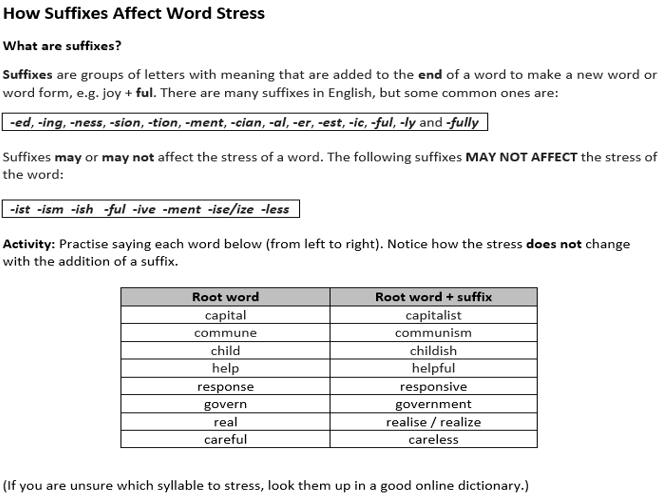 How Suffixes Affect Word Stress
What are suffixes?
Suffixes are groups of letters with meaning that are added to the end of a word to make a new word or
word form, e.g. joy + ful. There are many suffixes in English, but some common ones are:
-ed, -ing, -ness, -sion, -tion, -ment, -cian, -al, -er, -est, -ic, -ful, -ly and -fully
Suffixes may or may not affect the stress of a word. The following suffixes MAY NOT AFFECT the stress of
the word:
-ist -ism -ish -ful -ive -ment -ise/ize -less
Activity: Practise saying each word below (from left to right). Notice how the stress does not change
with the addition of a suffix.
Root word Root word + suffix
capital capitalist
commune communism
child childish
help helpful
response responsive
govern government
real realise / realize
careful careless
(If you are unsure which syllable to stress, look them up in a good online dictionary.)